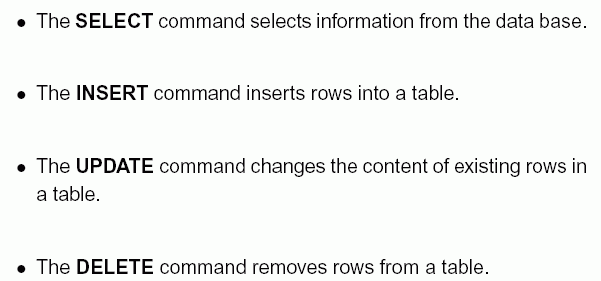 ● The SELECT command selects information from the data base.
● The INSERT command inserts rows into a table.
● The UPDATE command changes the content of existing rows in
a table.
● The DELETE command removes rows from a table.